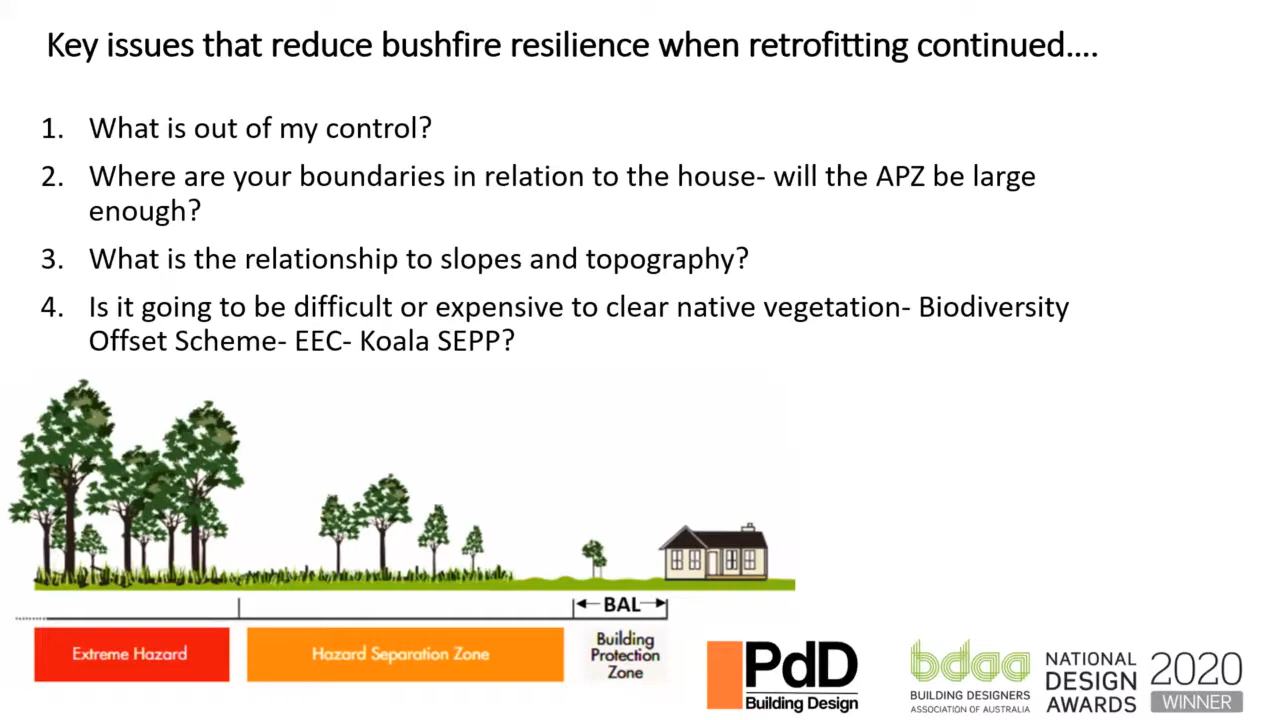 Key issues that reduce bushfire resilience when retrofitting continued....
1. What is out of my control?
2. Where are your boundaries in relation to the house- will the APZ be large
enough?
3. What is the relationship to slopes and topography?
4. Is it going to be difficult or expensive to clear native vegetation- Biodiversity
Offset Scheme- EEC- Koala SEPP?
BAL
Extreme Hazard
Hazard Separation Zone
Building
Protection
Zone
PdD
Building Design
bdaa
BUILDING DESIGNERS
ASSOCIATION OF AUSTRALIA
NATIONAL
DESIGN
AWARDS
2020
WINNER